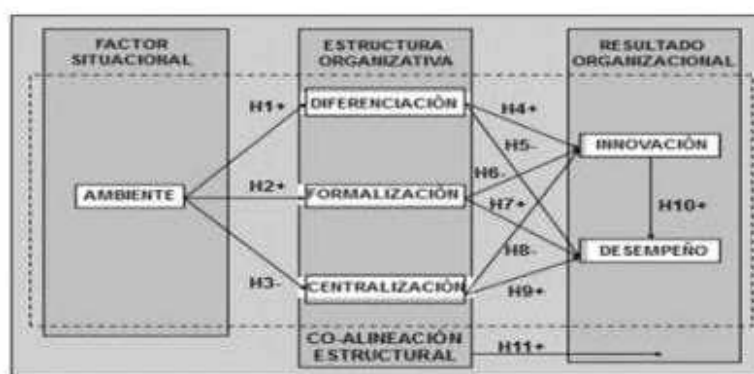 FACTOR
SITUACIONAL
ESTRUCTURA
ORGANIZATIVA
RESULTADO
ORGANIZACIONAL
H1+
DIFERENCIACIÓN
H4+
H5-
INNOVACIÓN
H6-
AMBIENTE
H2+
FORMALIZACIÓN
H7+
H10+
H8-
DESEMPEÑO
H3-
CENTRALIZACIÓN
H9+
CO-ALINEACIÓN
ESTRUCTURAL
H11+